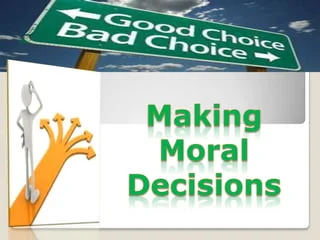 Good Choice
Bad Choice
Making
Moral
Decisions